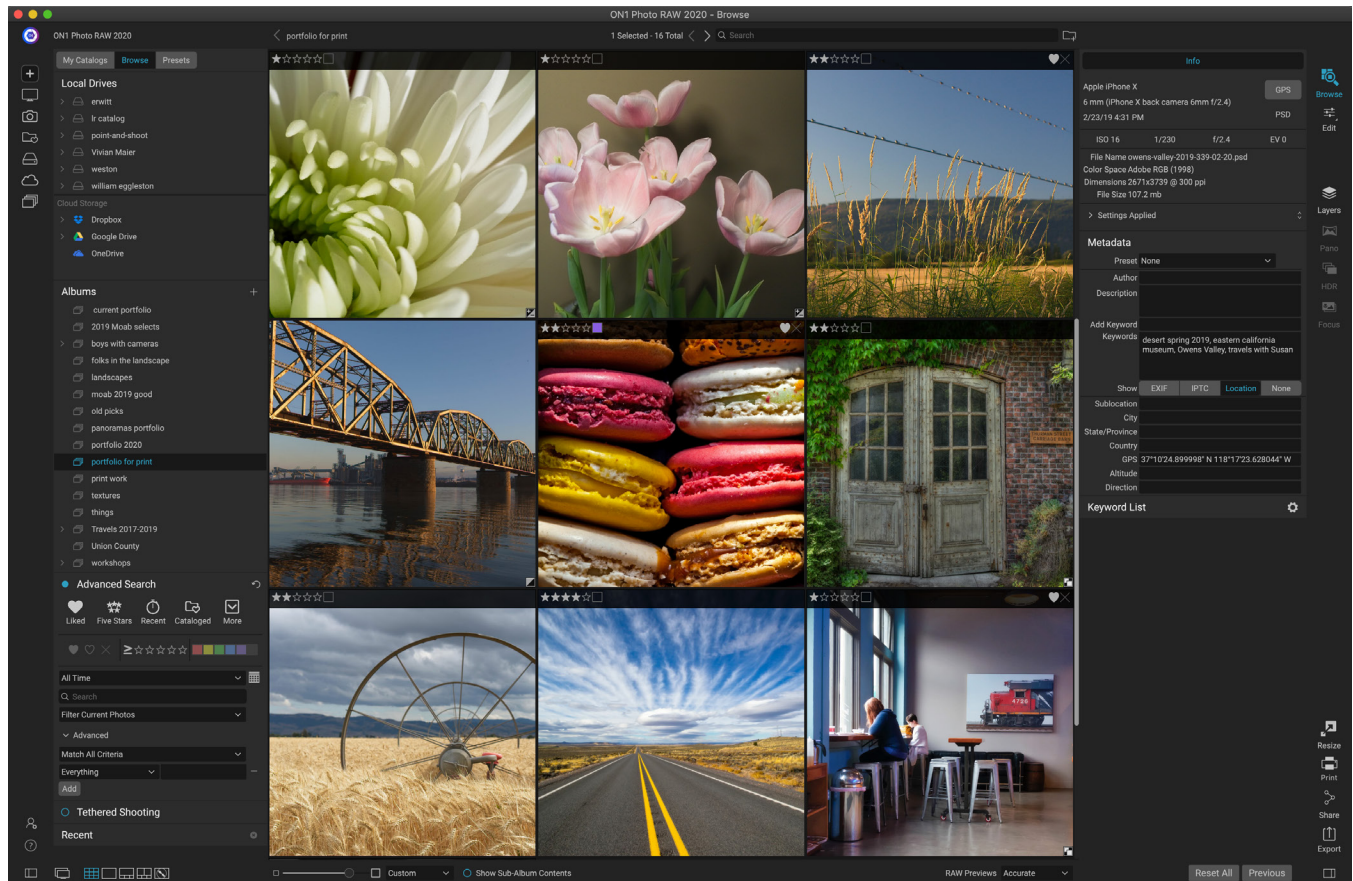 ON1 Photo RAW 2020 - Browse
ON1 Photo RAW 2020
portfolio for print
1 Selected - 16 Total
Search
My Catalogs
Browse
Presets
Local Drives
erwitt
lr catalog
point-and-shoot
Vivian Maier
weston
william eggleston
Cloud Storage
Dropbox
Google Drive
OneDrive
Albums
current portfolio
2019 Moab selects
boys with cameras
folks in the landscape
landscapes
moab 2019 good
old picks
panoramas portfolio
portfolio 2020
portfolio for print
print work
textures
things
Travels 2017-2019
Union County
workshops
Advanced Search
Liked
Five Stars
Recent
Cataloged
More
All Time
Search
Filter Current Photos
Advanced
Match All Criteria
Everything
Add
Tethered Shooting
Recent
4726
Custom
Show Sub-Album Contents
RAW Previews Accurate
Info
Apple iPhone X
GPS
6 mm (iPhone X back camera 6mm f/2.4)
2/23/19 4:31 PM
PSD
ISO 16
1/230
f/2.4
EV 0
File Name owens-valley-2019-339-02-20.psd
Color Space Adobe RGB (1998)
Dimensions 2671x3739 @ 300 ppi
File Size 107.2 mb
Settings Applied
Metadata
Preset None
Author
Description
Add Keyword
Keywords desert spring 2019, eastern california
museum, Owens Valley, travels with Susan
Show EXIF IPTC Location None
Sublocation
City
State/Province
Country
GPS 37°10'24.899998" N 118°17'23.628044" W
Altitude
Direction
Keyword List
Browse
Edit
Layers
Pano
HDR
Focus
Resize
Print
Share
Export
Reset All
Previous